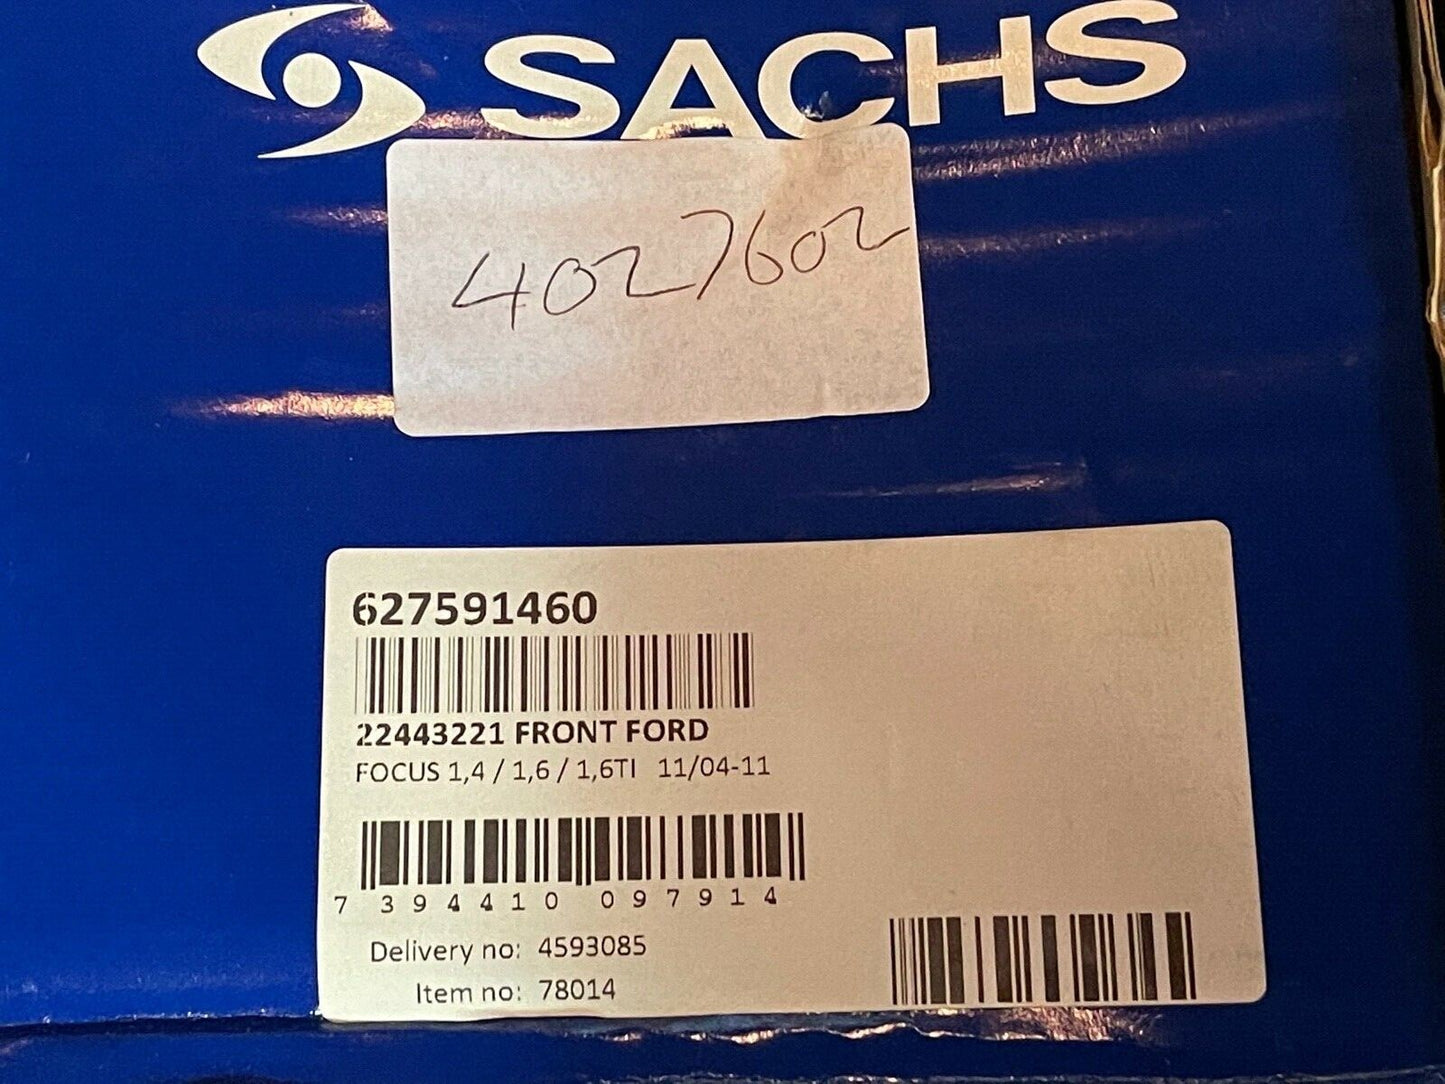 SACHS
4027602
627591460
22443221 FRONT FORD
FOCUS 1,4 / 1,6 / 1,6TI 11/04-11
7 394410 097914
Delivery no: 4593085
Item no: 78014